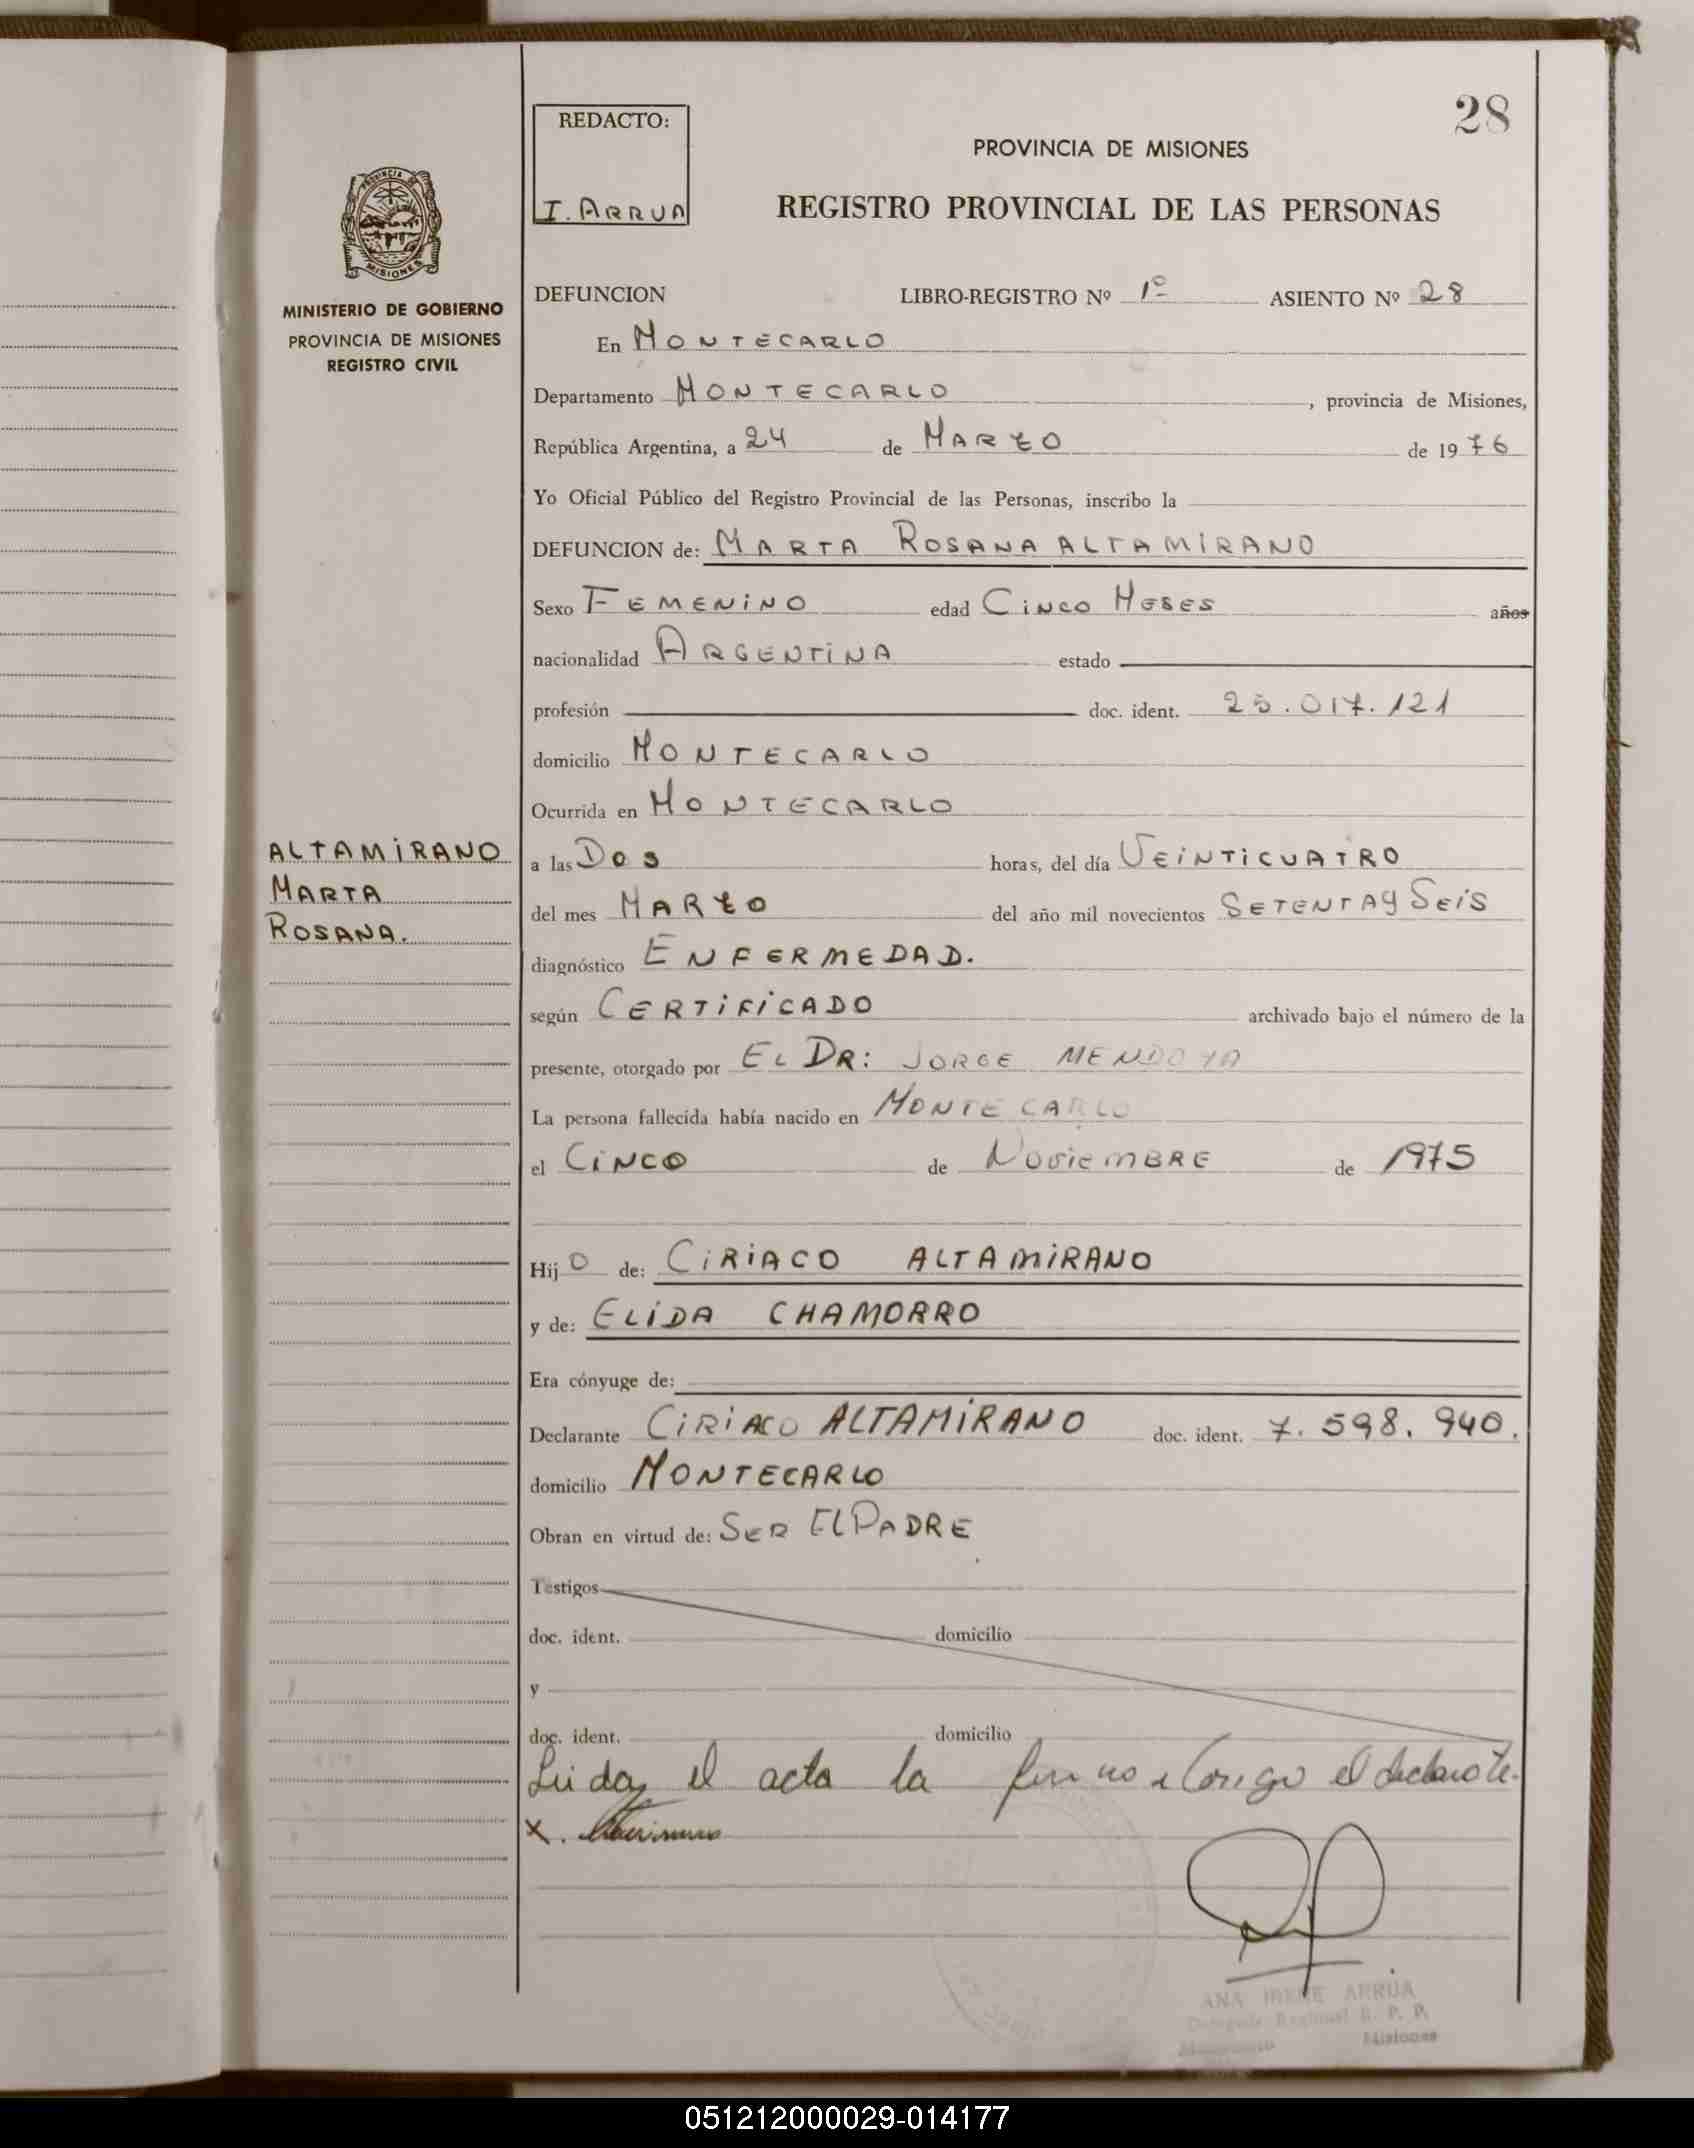 28
REDACTO:
I. ARRUA
PROVINCIA DE MISIONES
REGISTRO PROVINCIAL DE LAS PERSONAS
PROVINCIA DE
MISIONES
MINISTERIO DE GOBIERNO
PROVINCIA DE MISIONES
REGISTRO CIVIL
DEFUNCION LIBRO-REGISTRO Nº 1º ASIENTO Nº 28
En MONTECARLO
Departamento MONTECARLO, provincia de Misiones,
República Argentina, a 24 de MARZO de 1976
Yo Oficial Público del Registro Provincial de las Personas, inscribo la
DEFUNCION de: MARTA ROSANA ALTAMIRANO
Sexo FEMENINO edad CINCO MESES años
nacionalidad ARGENTINA estado
profesión doc. ident. 25.017.121
domicilio MONTECARLO
Ocurrida en MONTECARLO
ALTAMIRANO
MARTA
ROSANA.
a las DOS horas, del día VEINTICUATRO
del mes MARZO del año mil novecientos SETENTA Y SEIS
diagnóstico ENFERMEDAD.
según CERTIFICADO archivado bajo el número de la
presente, otorgado por EL DR: JORGE
La persona fallecida había nacido en MONTECARLO
el CINCO de NOVIEMBRE de 1975
Hijo de: CIRIACO ALTAMIRANO
y de: ELIDA CHAMORRO
Era cónyuge de:
Declarante CIRIACO ALTAMIRANO doc. ident. 7.598.940.
domicilio MONTECARLO
Obran en virtud de: SER EL PADRE
Testigos
doc. ident. domicilio
y
doc. ident. domicilio
el acta la el
X.
ANA IRENE ARRUA
Delegada Regional R. P. P.
Misiones
051212000029-014177